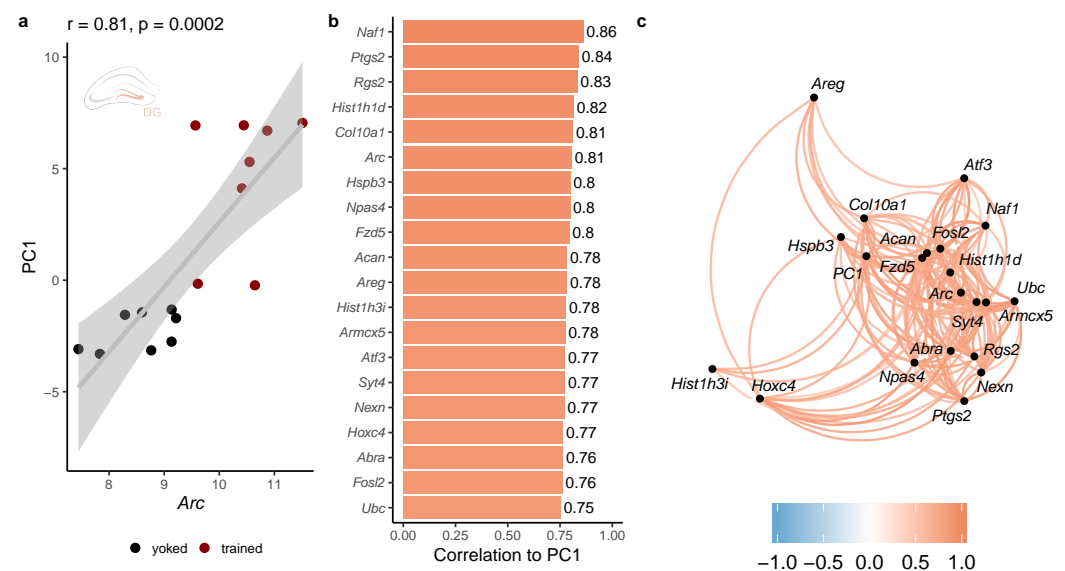 a
r = 0.81, p = 0.0002
PC1
10
5
0
−5
DG
8
9
10
11
Arc
yoked
trained
b
Naf1
0.86
Ptgs2
0.84
Rgs2
0.83
Hist1h1d
0.82
Col10a1
0.81
Arc
0.81
Hspb3
0.8
Npas4
0.8
Fzd5
0.8
Acan
0.78
Areg
0.78
Hist1h3i
0.78
Armcx5
0.78
Atf3
0.77
Syt4
0.77
Nexn
0.77
Hoxc4
0.77
Abra
0.76
Fosl2
0.76
Ubc
0.75
0.00
0.25
0.50
0.75
1.00
Correlation to PC1
c
Areg
Atf3
Col10a1
Naf1
Hspb3
Acan
Fosl2
PC1
Fzd5
Hist1h1d
Arc
Ubc
Syt4
Armcx5
Abra
Rgs2
Hist1h3i
Hoxc4
Npas4
Nexn
Ptgs2
−1.0
−0.5
0.0
0.5
1.0